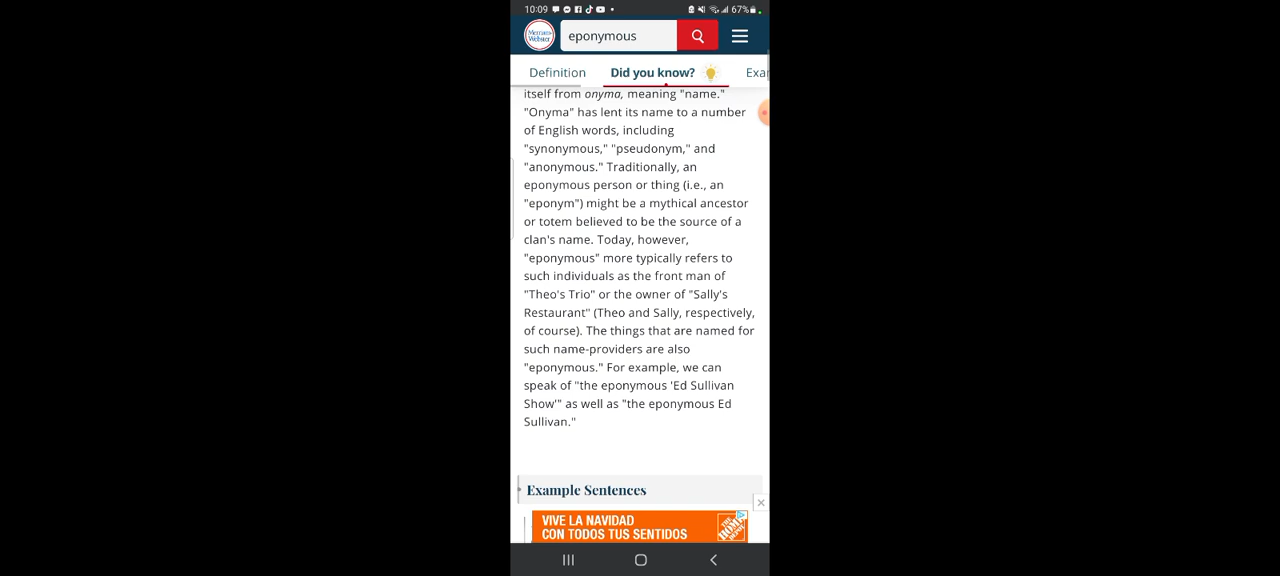 10:09
67%
Merriam-
Webster
eponymous
Definition
Did you know?
Exa
itself from onyma, meaning "name."
"Onyma" has lent its name to a number
of English words, including
"synonymous," "pseudonym," and
"anonymous." Traditionally, an
eponymous person or thing (i.e., an
"eponym") might be a mythical ancestor
or totem believed to be the source of a
clan's name. Today, however,
"eponymous" more typically refers to
such individuals as the front man of
"Theo's Trio" or the owner of "Sally's
Restaurant" (Theo and Sally, respectively,
of course). The things that are named for
such name-providers are also
"eponymous." For example, we can
speak of "the eponymous 'Ed Sullivan
Show'" as well as "the eponymous Ed
Sullivan."
Example Sentences
VIVE LA NAVIDAD
CON TODOS TUS SENTIDOS
THE
HOME
DEPOT